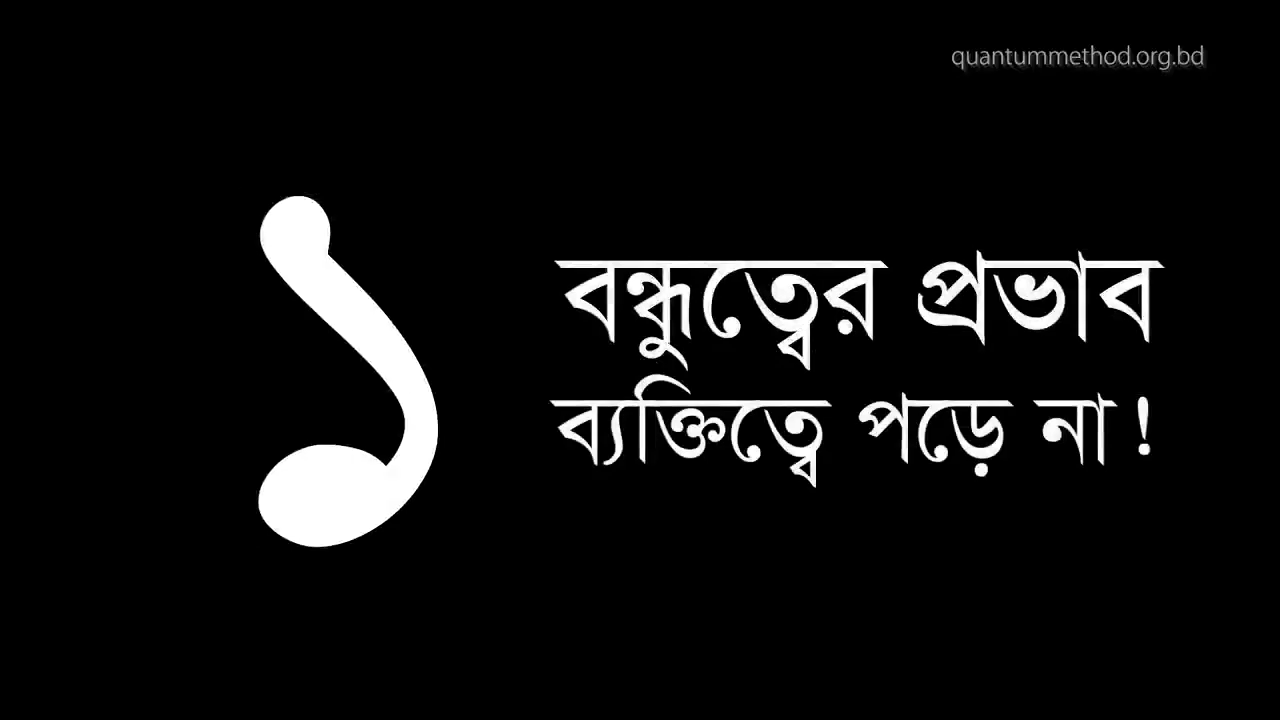 quantummethod.org.bd
১
বন্ধুত্বের প্রভাব
ব্যক্তিত্বে পড়ে না!